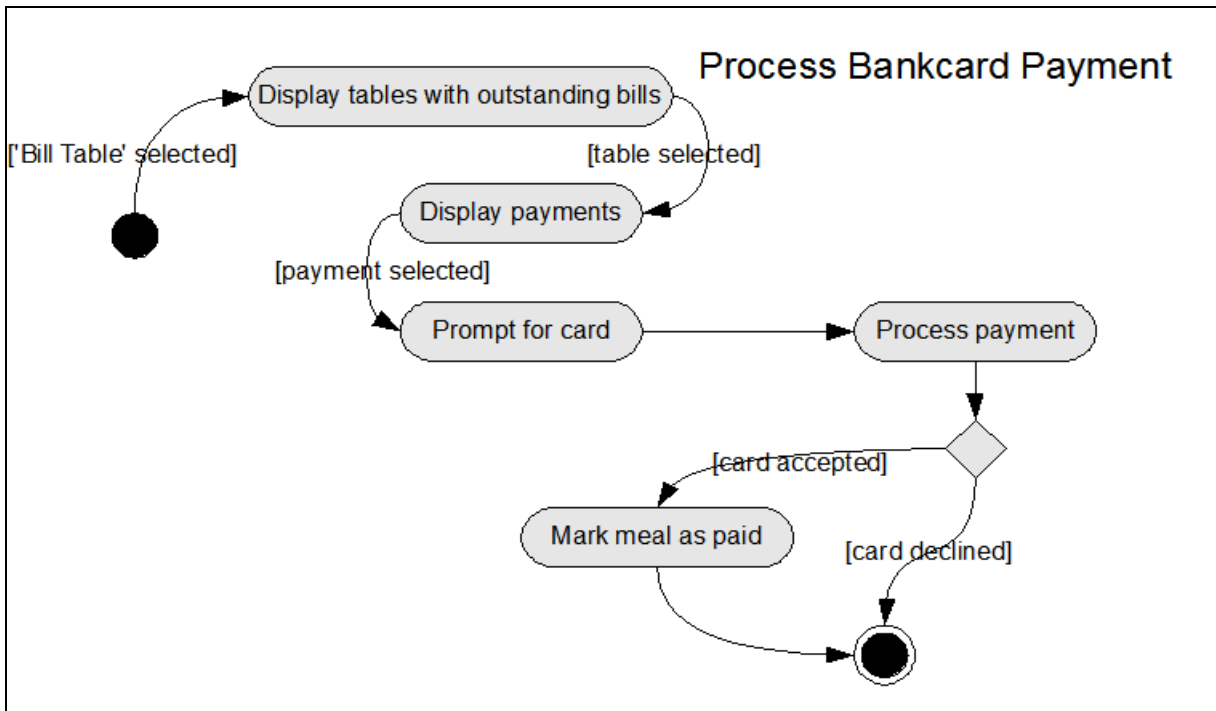 Process Bankcard Payment
Display tables with outstanding bills
['Bill Table' selected]
[table selected]
Display payments
[payment selected]
Prompt for card
Process payment
[card accepted]
Mark meal as paid
[card declined]